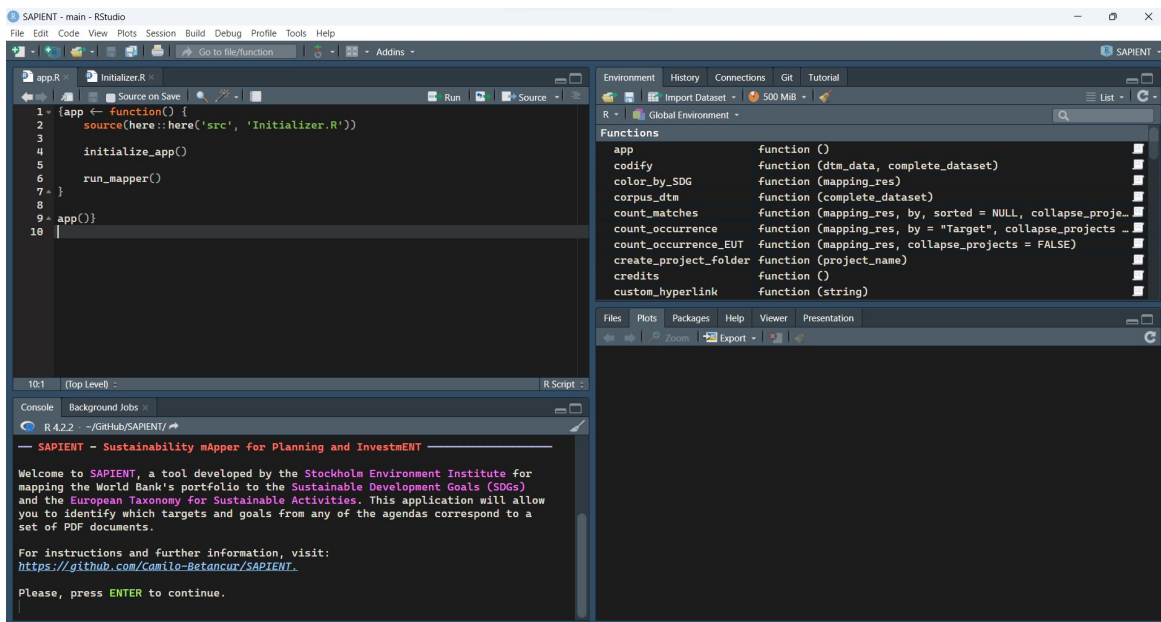 SAPIENT - main - RStudio
File Edit Code View Plots Session Build Debug Profile Tools Help
Go to file/function Addins SAPIENT
app.R Initializer.R
Source on Save Run Source
1 {app ← function() {
2 source(here::here('src', 'Initializer.R'))
3
4 initialize_app()
5
6 run_mapper()
7 }
8
9 app()}
10
10:1 (Top Level) R Script
Console Background Jobs
R 4.2.2 · ~/GitHub/SAPIENT/
── SAPIENT - Sustainability mApper for Planning and InvestmENT ──
Welcome to SAPIENT, a tool developed by the Stockholm Environment Institute for
mapping the World Bank's portfolio to the Sustainable Development Goals (SDGs)
and the European Taxonomy for Sustainable Activities. This application will allow
you to identify which targets and goals from any of the agendas correspond to a
set of PDF documents.
For instructions and further information, visit:
https://github.com/Camilo-Betancur/SAPIENT.
Please, press ENTER to continue.
Environment History Connections Git Tutorial
Import Dataset 500 MiB List
R Global Environment
Functions
app function ()
codify function (dtm_data, complete_dataset)
color_by_SDG function (mapping_res)
corpus_dtm function (complete_dataset)
count_matches function (mapping_res, by, sorted = NULL, collapse_proje…
count_occurrence function (mapping_res, by = "Target", collapse_projects …
count_occurrence_EUT function (mapping_res, collapse_projects = FALSE)
create_project_folder function (project_name)
credits function ()
custom_hyperlink function (string)
Files Plots Packages Help Viewer Presentation
Zoom Export